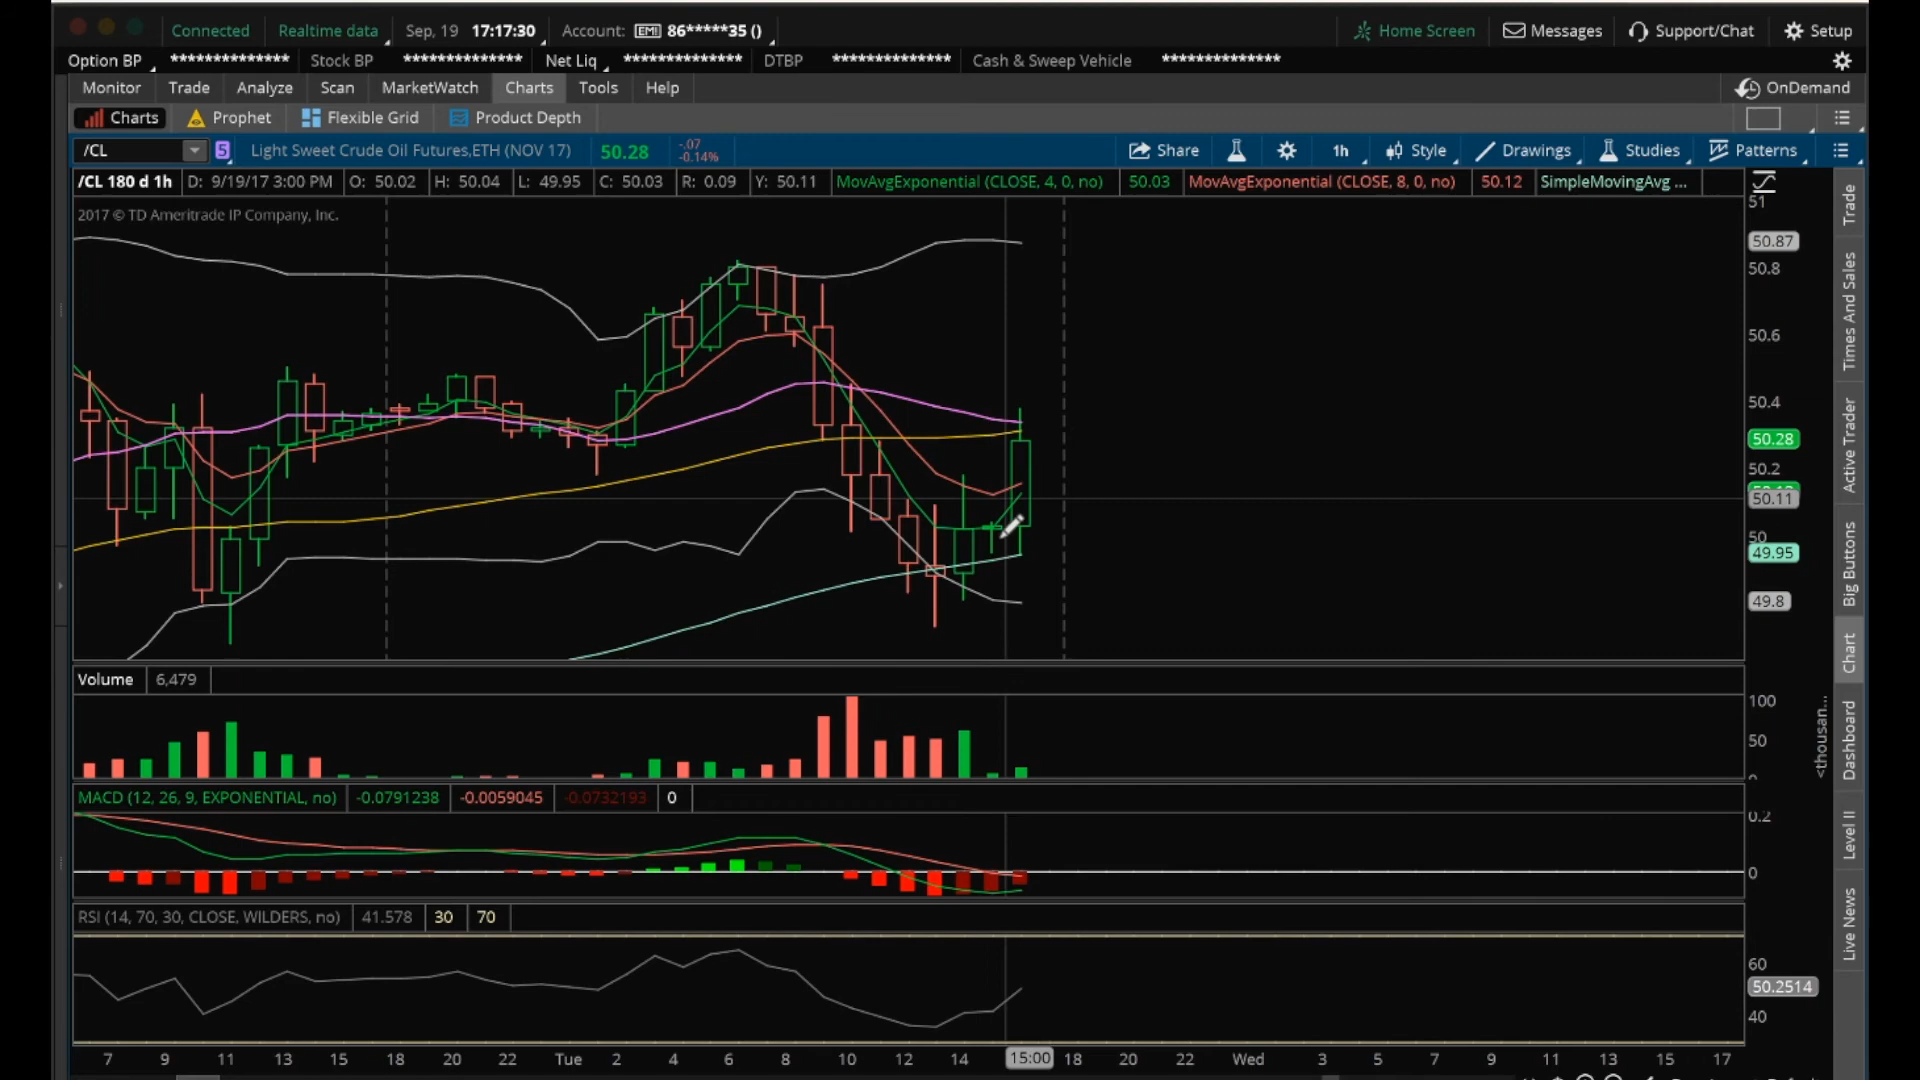 Connected Realtime data Sep, 19 17:17:30 Account: EMI 86*****35 () Home Screen Messages Support/Chat Setup
Option BP ************** Stock BP ************** Net Liq ************** DTBP ************** Cash & Sweep Vehicle **************
Monitor Trade Analyze Scan MarketWatch Charts Tools Help OnDemand
Charts Prophet Flexible Grid Product Depth
/CL 5 Light Sweet Crude Oil Futures,ETH (NOV 17) 50.28 -.07 -0.14% Share 1h Style Drawings Studies Patterns
/CL 180 d 1h D: 9/19/17 3:00 PM O: 50.02 H: 50.04 L: 49.95 C: 50.03 R: 0.09 Y: 50.11 MovAvgExponential (CLOSE, 4, 0, no) 50.03 MovAvgExponential (CLOSE, 8, 0, no) 50.12 SimpleMovingAvg ...
2017 © TD Ameritrade IP Company, Inc.
51
50.87
50.8
50.6
50.4
50.28
50.2
50.11
50
49.95
49.8
Volume 6,479
100
50
0
<thousan...
MACD (12, 26, 9, EXPONENTIAL, no) -0.0791238 -0.0059045 -0.0732193 0
0.2
0
RSI (14, 70, 30, CLOSE, WILDERS, no) 41.578 30 70
60
50.2514
40
7 9 11 13 15 18 20 22 Tue 2 4 6 8 10 12 14 15:00 18 20 22 Wed 3 5 7 9 11 13 15 17
Trade
Times And Sales
Active Trader
Big Buttons
Chart
Dashboard
Level II
Live News